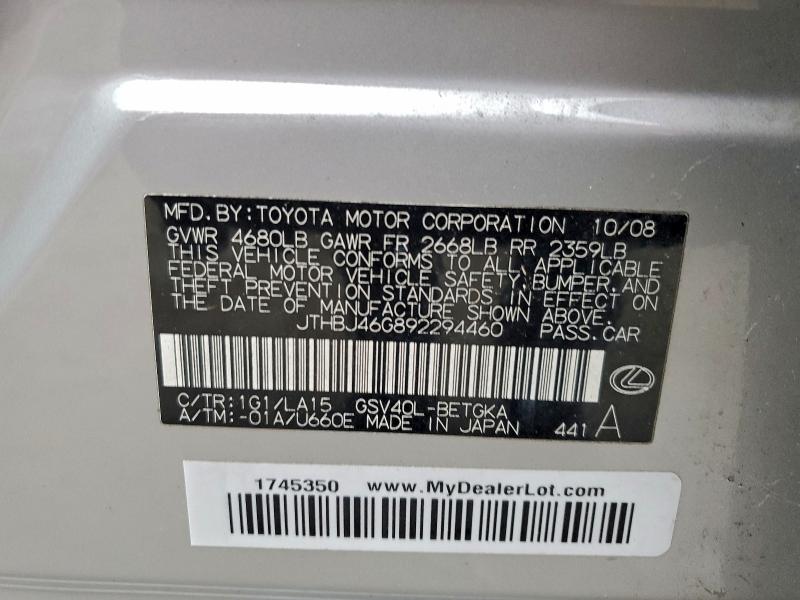 MFD.BY:TOYOTA MOTOR CORPORATION 10/08
GVWR 4680LB GAWR FR 2668LB RR 2359LB
THIS VEHICLE CONFORMS TO ALL APPLICABLE
FEDERAL MOTOR VEHICLE SAFETY,BUMPER,AND
THEFT PREVENTION STANDARDS IN EFFECT ON
THE DATE OF MANUFACTURE SHOWN ABOVE.
JTHBJ46G892294460 PASS.CAR
C/TR:1G1/LA15 GSV40L-BETGKA
A/TM:-01A/U660E MADE IN JAPAN 441 A
1745350 www.MyDealerLot.com